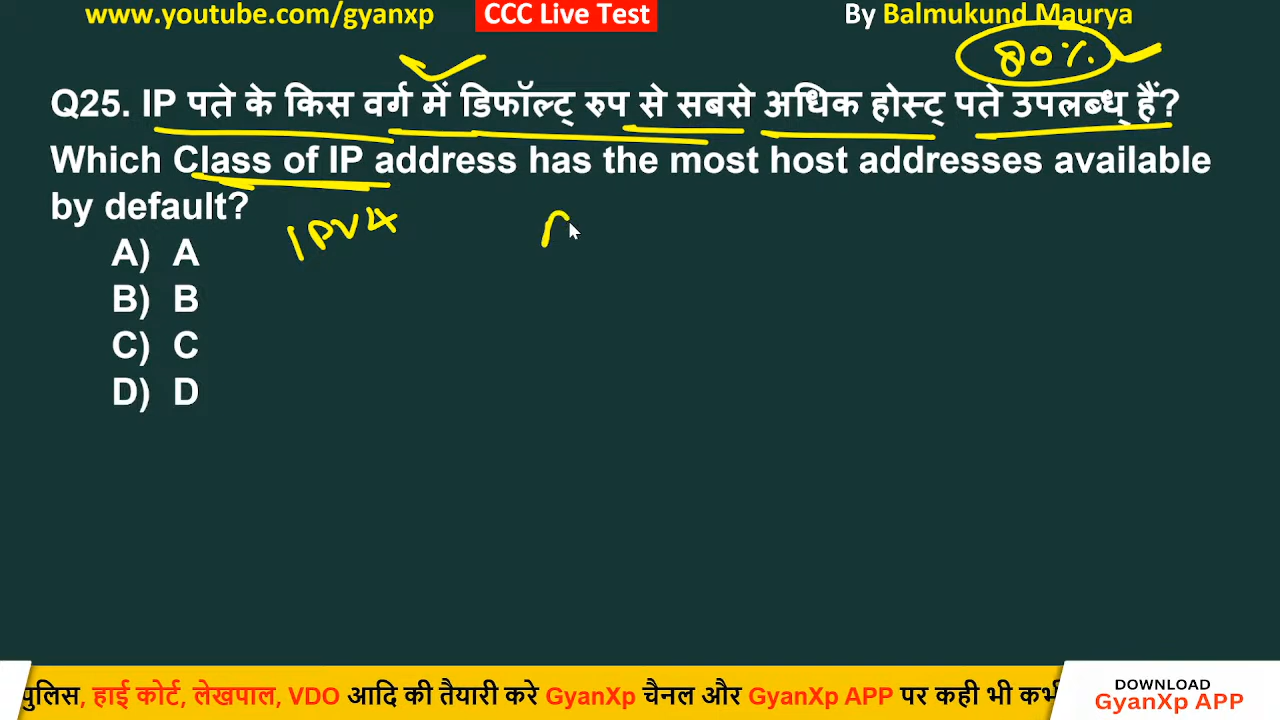 www.youtube.com/gyanxp CCC Live Test By Balmukund Maurya
80%
Q25. IP पते के किस वर्ग में डिफॉल्ट् रुप से सबसे अधिक होस्ट् पते उपलब्ध् हैं?
Which Class of IP address has the most host addresses available
by default?
IPV4
A) A
B) B
C) C
D) D
पुलिस, हाई कोर्ट, लेखपाल, VDO आदि की तैयारी करे GyanXp चैनल और GyanXp APP पर कही भी कभी
DOWNLOAD
GyanXp APP